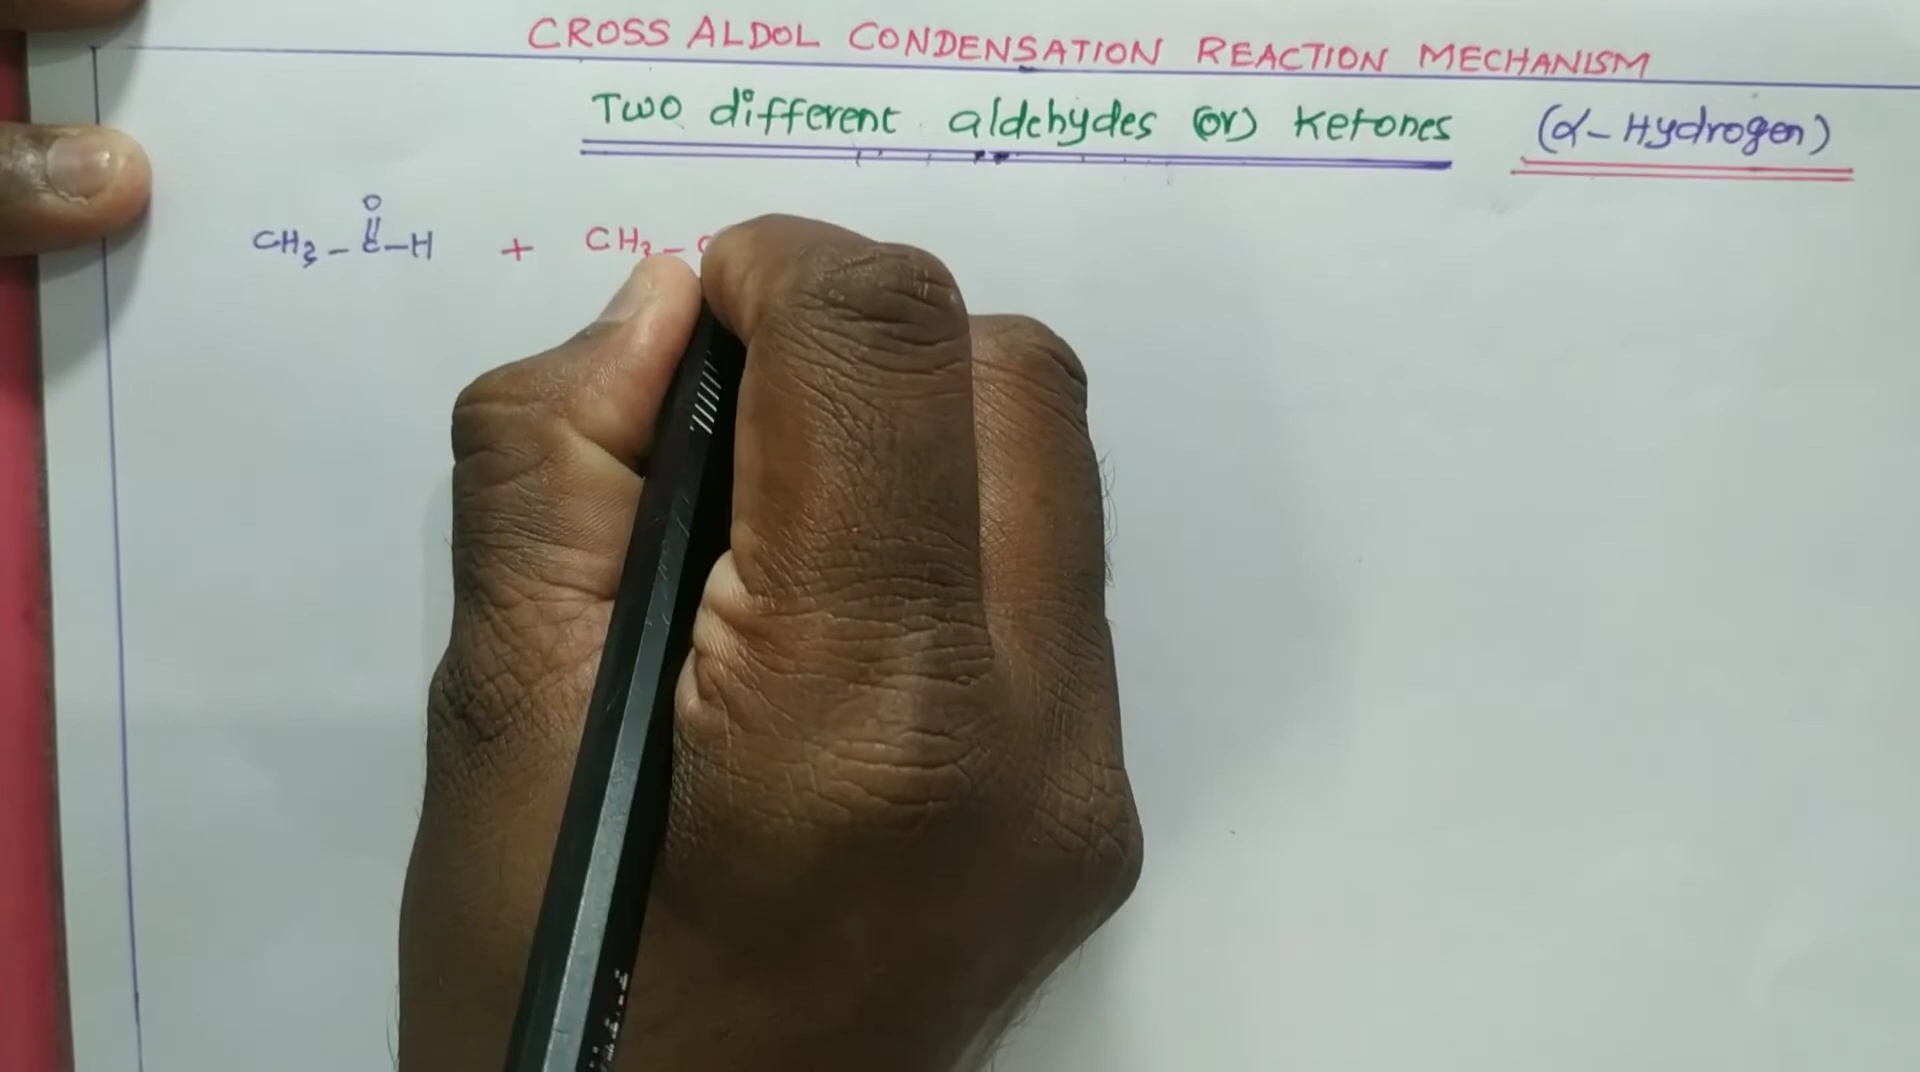 CROSS ALDOL CONDENSATION REACTION MECHANISM
Two different aldehydes (or) Ketones (α-Hydrogen)
O
CH3-C-H + CH3-C